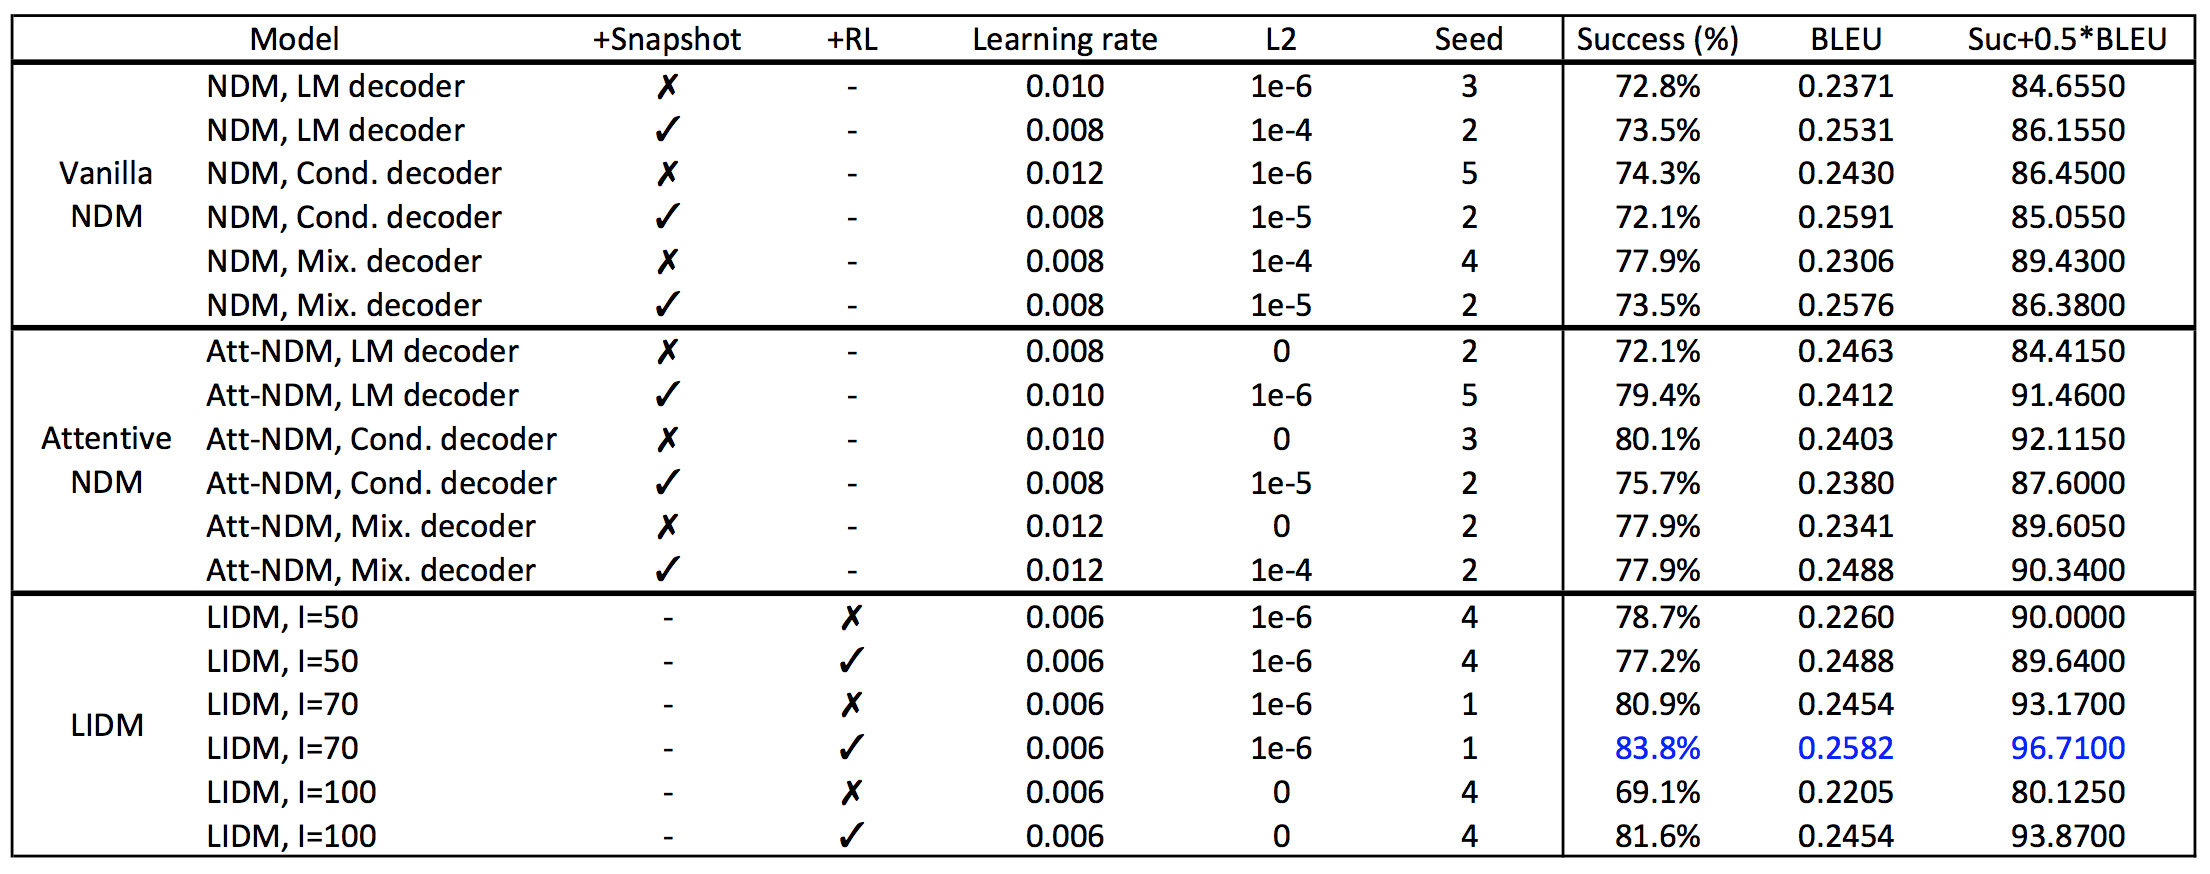 Model +Snapshot +RL Learning rate L2 Seed Success (%) BLEU Suc+0.5*BLEU
Vanilla NDM
NDM, LM decoder ✗ - 0.010 1e-6 3 72.8% 0.2371 84.6550
NDM, LM decoder ✓ - 0.008 1e-4 2 73.5% 0.2531 86.1550
NDM, Cond. decoder ✗ - 0.012 1e-6 5 74.3% 0.2430 86.4500
NDM, Cond. decoder ✓ - 0.008 1e-5 2 72.1% 0.2591 85.0550
NDM, Mix. decoder ✗ - 0.008 1e-4 4 77.9% 0.2306 89.4300
NDM, Mix. decoder ✓ - 0.008 1e-5 2 73.5% 0.2576 86.3800
Attentive NDM
Att-NDM, LM decoder ✗ - 0.008 0 2 72.1% 0.2463 84.4150
Att-NDM, LM decoder ✓ - 0.010 1e-6 5 79.4% 0.2412 91.4600
Att-NDM, Cond. decoder ✗ - 0.010 0 3 80.1% 0.2403 92.1150
Att-NDM, Cond. decoder ✓ - 0.008 1e-5 2 75.7% 0.2380 87.6000
Att-NDM, Mix. decoder ✗ - 0.012 0 2 77.9% 0.2341 89.6050
Att-NDM, Mix. decoder ✓ - 0.012 1e-4 2 77.9% 0.2488 90.3400
LIDM
LIDM, I=50 - ✗ 0.006 1e-6 4 78.7% 0.2260 90.0000
LIDM, I=50 - ✓ 0.006 1e-6 4 77.2% 0.2488 89.6400
LIDM, I=70 - ✗ 0.006 1e-6 1 80.9% 0.2454 93.1700
LIDM, I=70 - ✓ 0.006 1e-6 1 83.8% 0.2582 96.7100
LIDM, I=100 - ✗ 0.006 0 4 69.1% 0.2205 80.1250
LIDM, I=100 - ✓ 0.006 0 4 81.6% 0.2454 93.8700